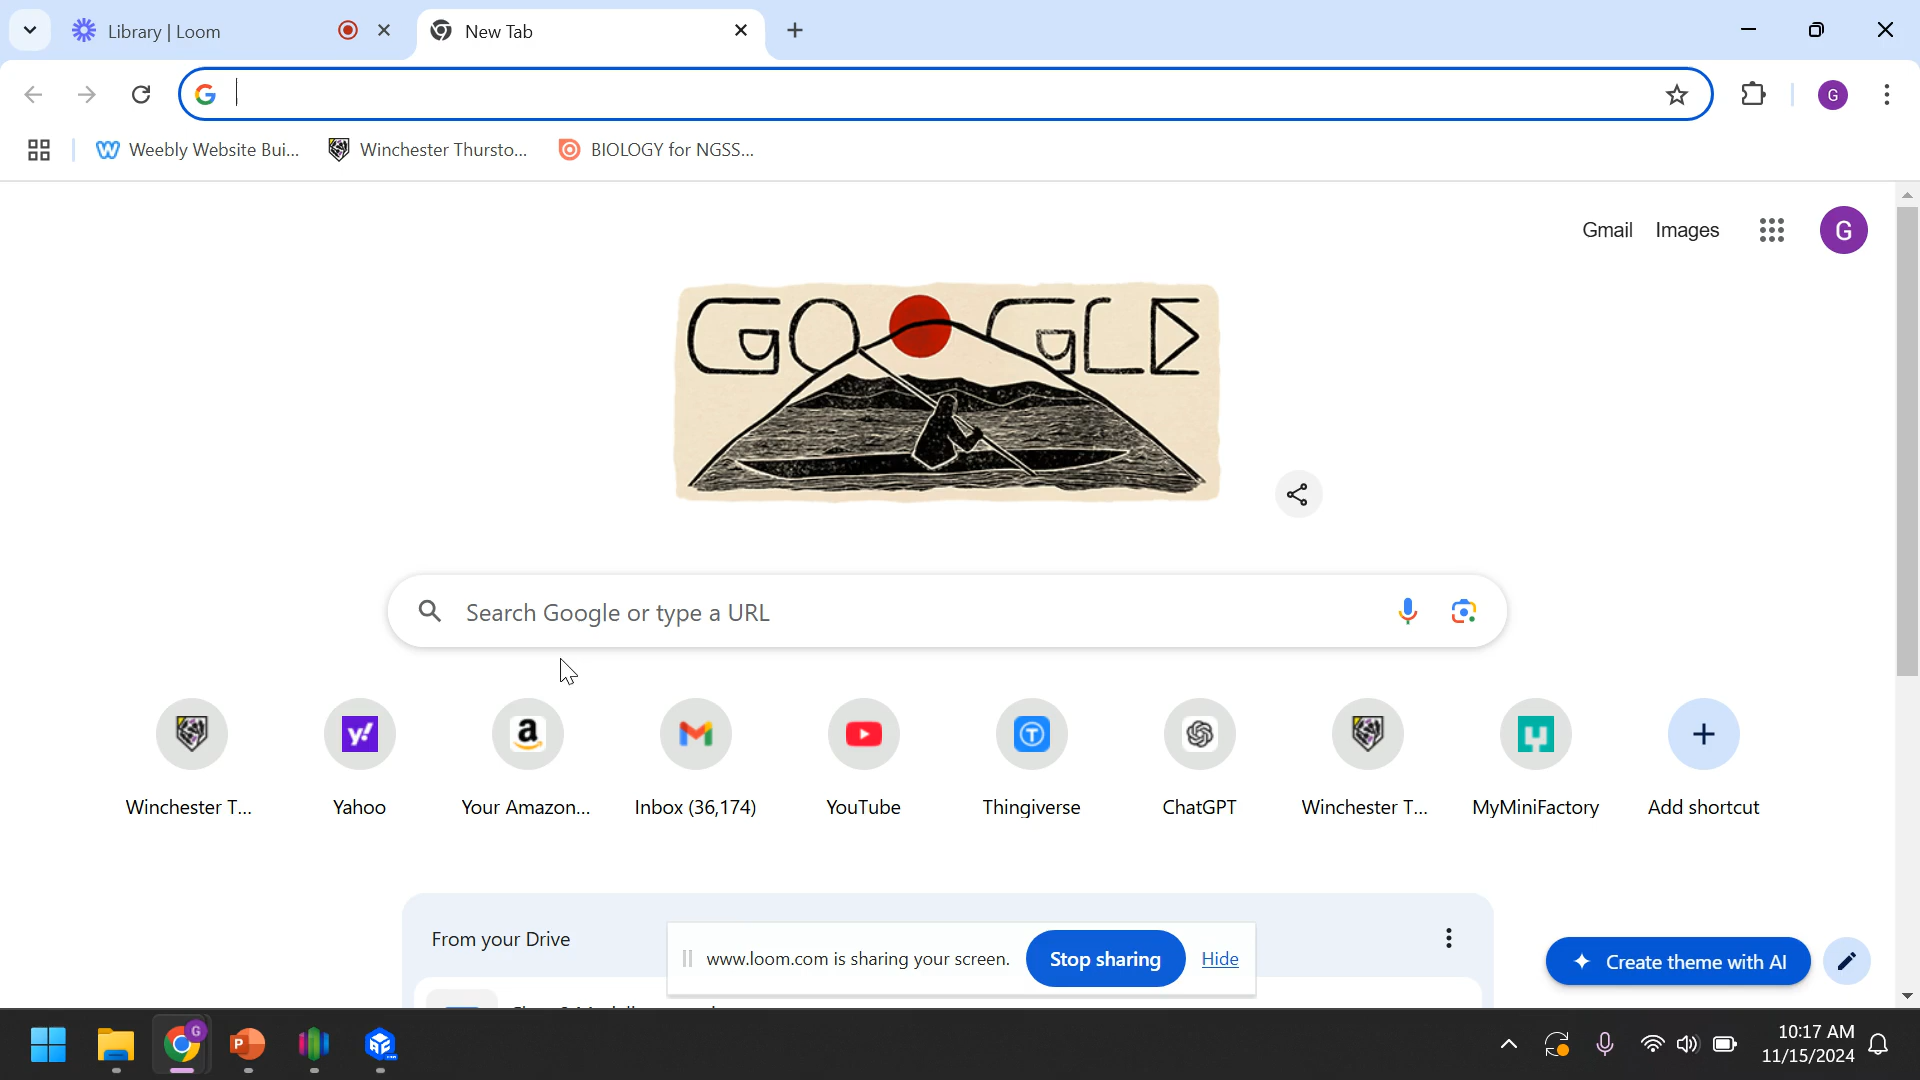 Library | Loom
New Tab
Weebly Website Bui...
Winchester Thursto...
BIOLOGY for NGSS...
G
Gmail
Images
G
GOOGLE
Search Google or type a URL
Winchester T...
Yahoo
Your Amazon...
Inbox (36,174)
YouTube
Thingiverse
ChatGPT
Winchester T...
MyMiniFactory
Add shortcut
From your Drive
www.loom.com is sharing your screen.
Stop sharing
Hide
Create theme with AI
10:17 AM
11/15/2024